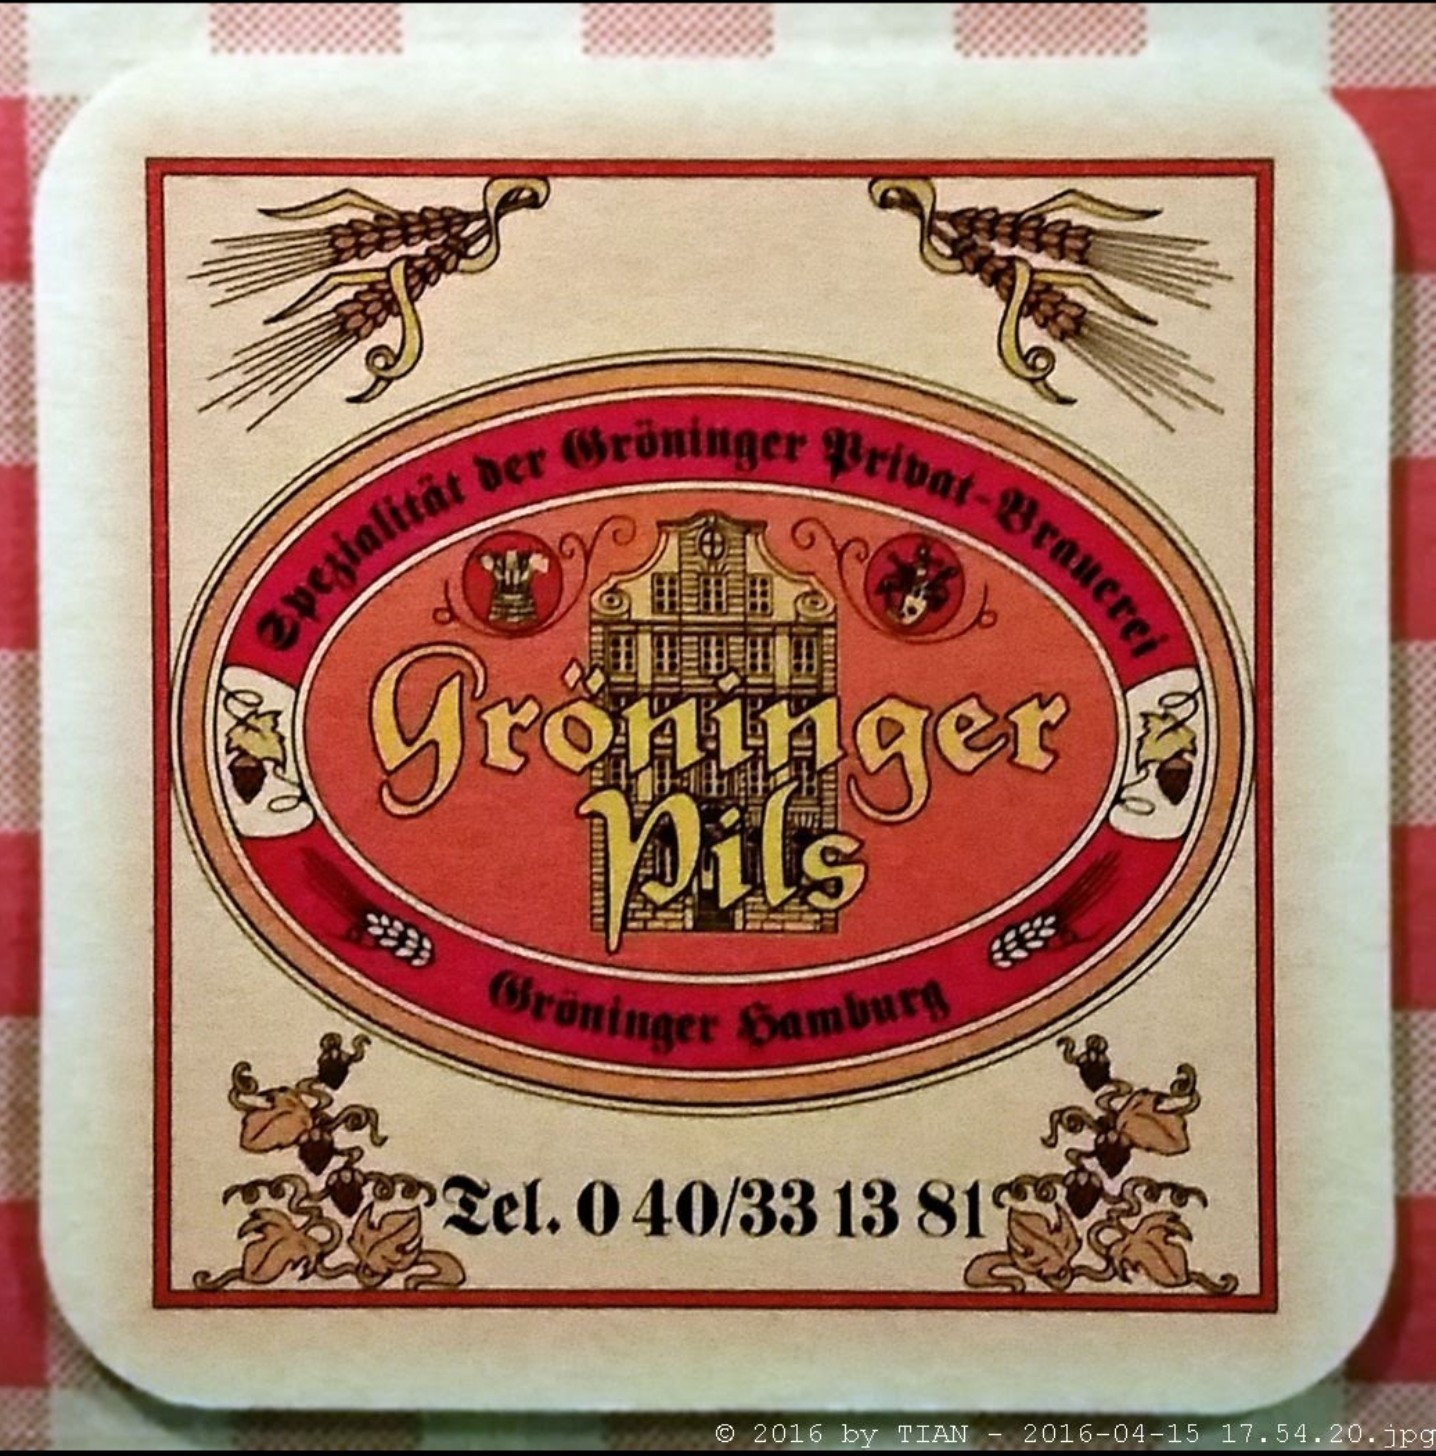 Spezialität der Gröninger Privat-Brauerei
Gröninger
Pils
Gröninger Hamburg
Tel. 0 40/33 13 81
© 2016 by TIAN - 2016-04-15 17.54.20.jpg